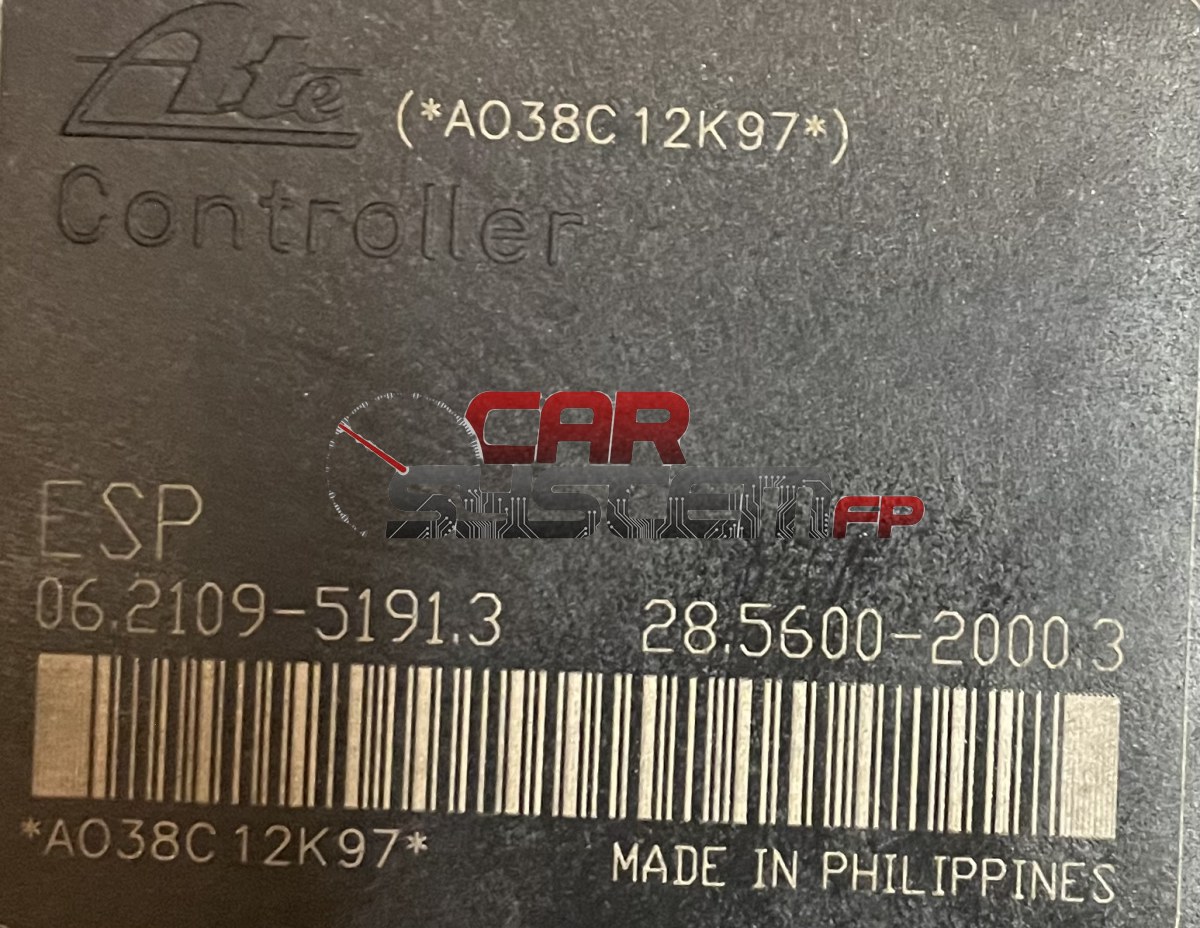 Ate
(*A038C12K97*)
Controller
CAR
SYSTEM FP
ESP
06.2109-5191.3 28.5600-2000.3
*A038C12K97*
MADE IN PHILIPPINES